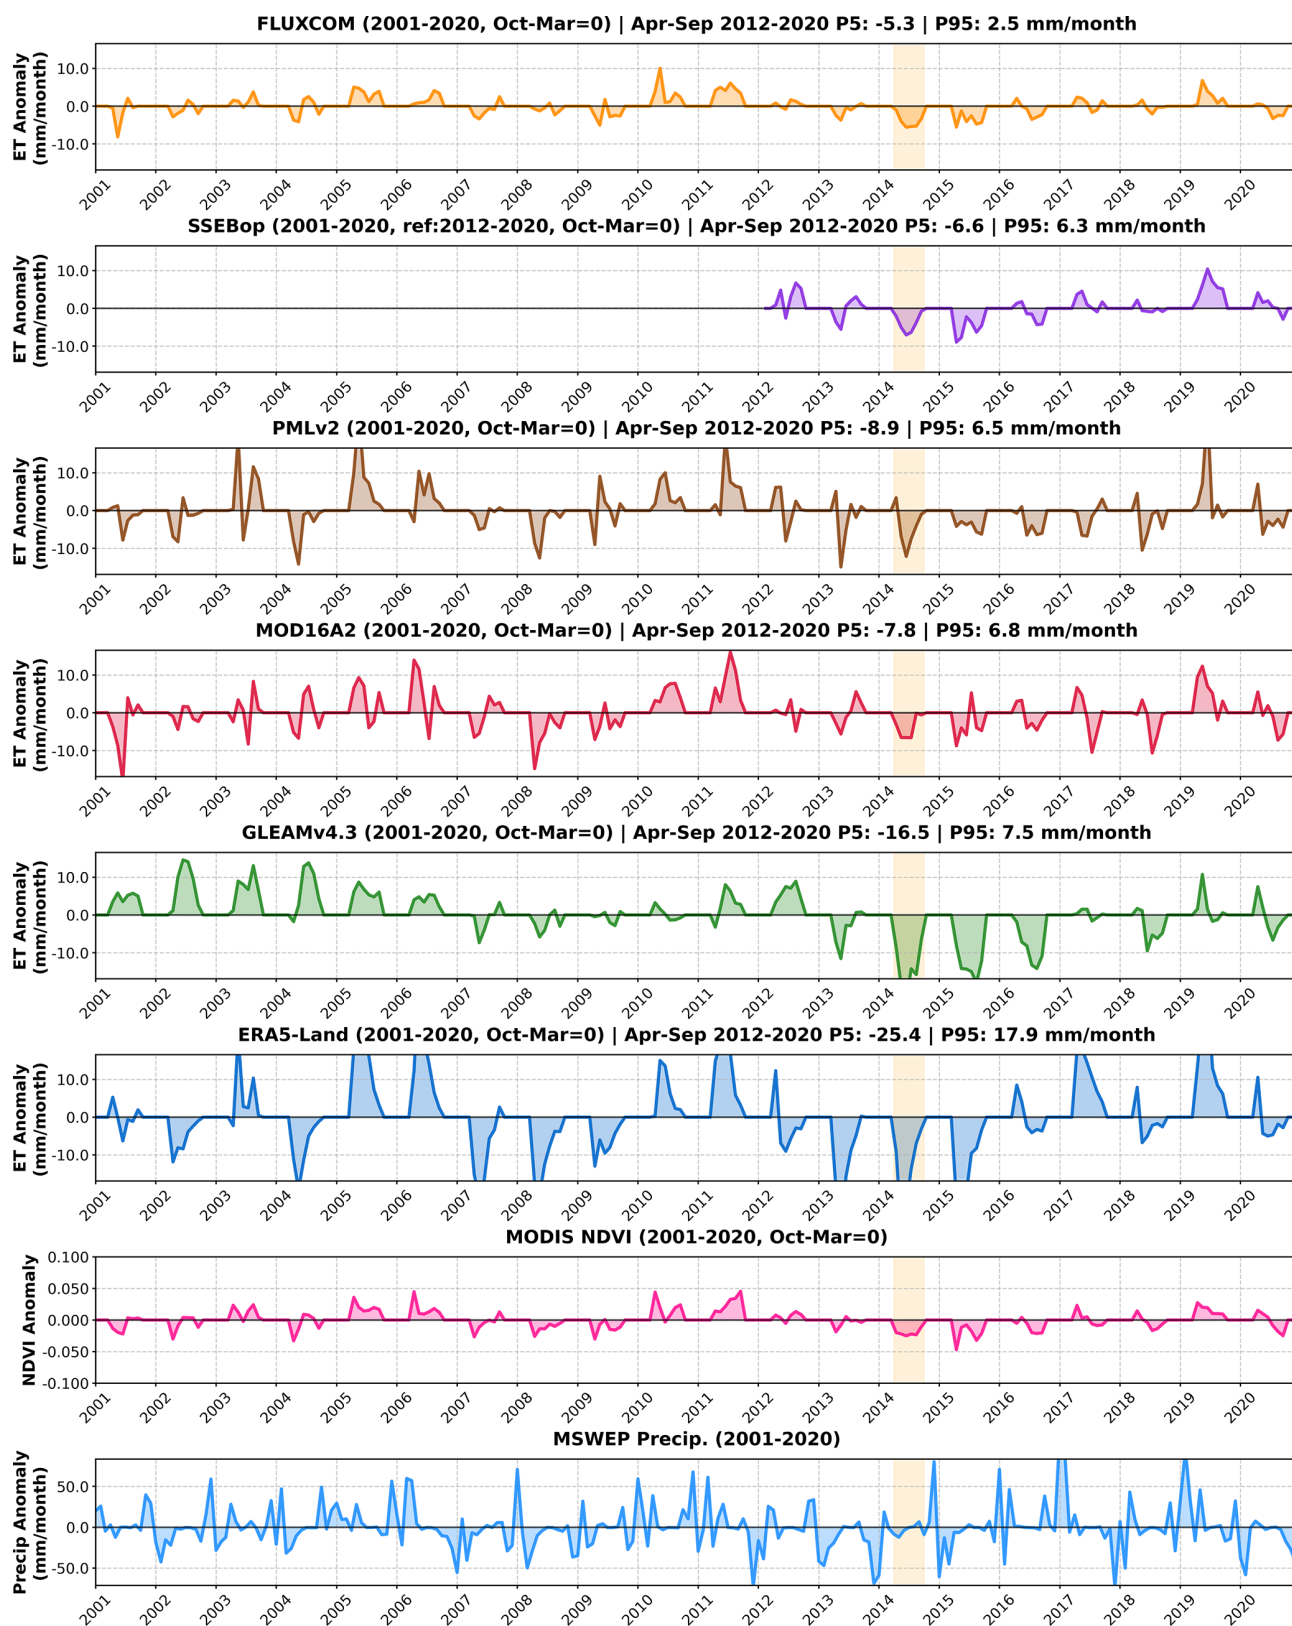 FLUXCOM (2001-2020, Oct-Mar=0) | Apr-Sep 2012-2020 P5: -5.3 | P95: 2.5 mm/month
ET Anomaly
(mm/month)
10.0
0.0
-10.0
2001 2002 2003 2004 2005 2006 2007 2008 2009 2010 2011 2012 2013 2014 2015 2016 2017 2018 2019 2020
SSEBop (2001-2020, ref:2012-2020, Oct-Mar=0) | Apr-Sep 2012-2020 P5: -6.6 | P95: 6.3 mm/month
ET Anomaly
(mm/month)
10.0
0.0
-10.0
2001 2002 2003 2004 2005 2006 2007 2008 2009 2010 2011 2012 2013 2014 2015 2016 2017 2018 2019 2020
PMLv2 (2001-2020, Oct-Mar=0) | Apr-Sep 2012-2020 P5: -8.9 | P95: 6.5 mm/month
ET Anomaly
(mm/month)
10.0
0.0
-10.0
2001 2002 2003 2004 2005 2006 2007 2008 2009 2010 2011 2012 2013 2014 2015 2016 2017 2018 2019 2020
MOD16A2 (2001-2020, Oct-Mar=0) | Apr-Sep 2012-2020 P5: -7.8 | P95: 6.8 mm/month
ET Anomaly
(mm/month)
10.0
0.0
-10.0
2001 2002 2003 2004 2005 2006 2007 2008 2009 2010 2011 2012 2013 2014 2015 2016 2017 2018 2019 2020
GLEAMv4.3 (2001-2020, Oct-Mar=0) | Apr-Sep 2012-2020 P5: -16.5 | P95: 7.5 mm/month
ET Anomaly
(mm/month)
10.0
0.0
-10.0
2001 2002 2003 2004 2005 2006 2007 2008 2009 2010 2011 2012 2013 2014 2015 2016 2017 2018 2019 2020
ERA5-Land (2001-2020, Oct-Mar=0) | Apr-Sep 2012-2020 P5: -25.4 | P95: 17.9 mm/month
ET Anomaly
(mm/month)
10.0
0.0
-10.0
2001 2002 2003 2004 2005 2006 2007 2008 2009 2010 2011 2012 2013 2014 2015 2016 2017 2018 2019 2020
MODIS NDVI (2001-2020, Oct-Mar=0)
NDVI Anomaly
0.100
0.050
0.000
-0.050
-0.100
2001 2002 2003 2004 2005 2006 2007 2008 2009 2010 2011 2012 2013 2014 2015 2016 2017 2018 2019 2020
MSWEP Precip. (2001-2020)
Precip Anomaly
(mm/month)
50.0
0.0
-50.0
2001 2002 2003 2004 2005 2006 2007 2008 2009 2010 2011 2012 2013 2014 2015 2016 2017 2018 2019 2020